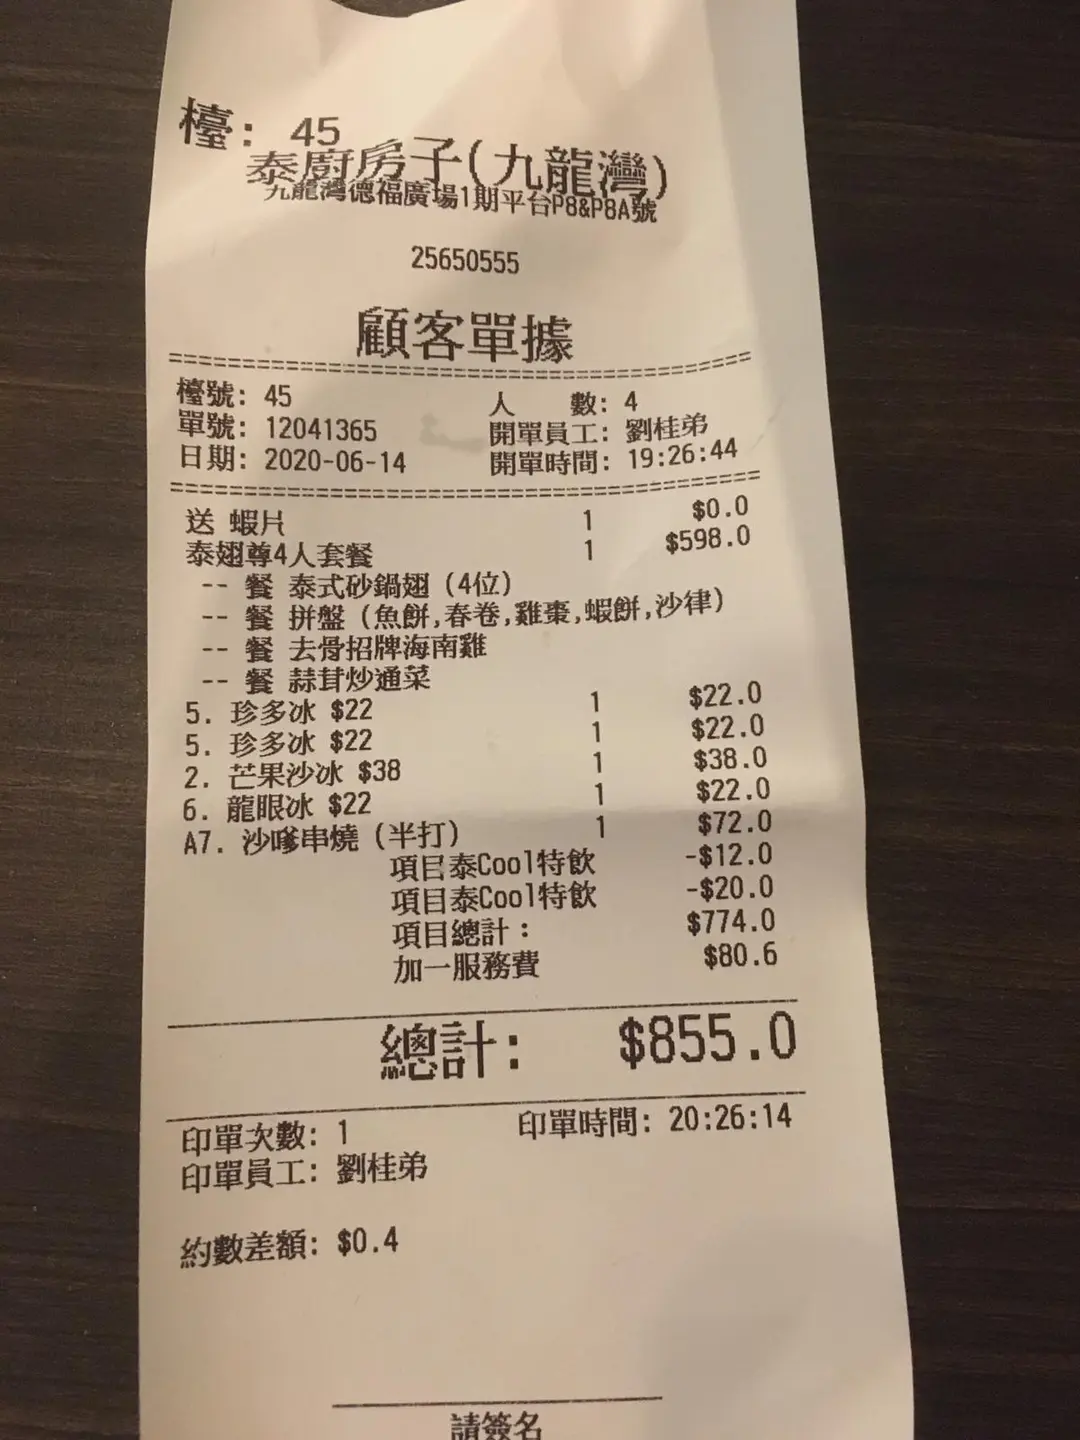 檯: 45
泰廚房子(九龍灣)
九龍灣德福廣場1期平台P8&P8A號
25650555
顧客單據
檯號: 45 人 數: 4
單號: 12041365 開單員工: 劉桂弟
日期: 2020-06-14 開單時間: 19:26:44
送 蝦片 1 $0.0
泰翅尊4人套餐 1 $598.0
-- 餐 泰式砂鍋翅 (4位)
-- 餐 拼盤 (魚餅,春卷,雞棗,蝦餅,沙律)
-- 餐 去骨招牌海南雞
-- 餐 蒜茸炒通菜
5. 珍多冰 $22 1 $22.0
5. 珍多冰 $22 1 $22.0
2. 芒果沙冰 $38 1 $38.0
6. 龍眼冰 $22 1 $22.0
A7. 沙嗲串燒 (半打) 1 $72.0
項目泰Cool特飲 -$12.0
項目泰Cool特飲 -$20.0
項目總計: $774.0
加一服務費 $80.6
總計: $855.0
印單次數: 1 印單時間: 20:26:14
印單員工: 劉桂弟
約數差額: $0.4
請簽名